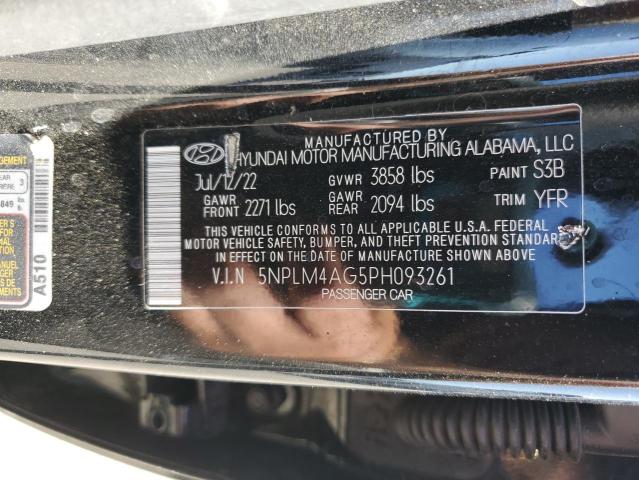 MANUFACTURED BY
HYUNDAI MOTOR MANUFACTURING ALABAMA, LLC
Jul/12/22 GVWR 3858 lbs PAINT S3B
GAWR FRONT 2271 lbs GAWR REAR 2094 lbs TRIM YFR
THIS VEHICLE CONFORMS TO ALL APPLICABLE U.S.A. FEDERAL
MOTOR VEHICLE SAFETY, BUMPER, AND THEFT PREVENTION STANDARDS
IN EFFECT ON THE DATE OF MANUFACTURE SHOWN ABOVE.
V.I.N 5NPLM4AG5PH093261
PASSENGER CAR
A510
3
849